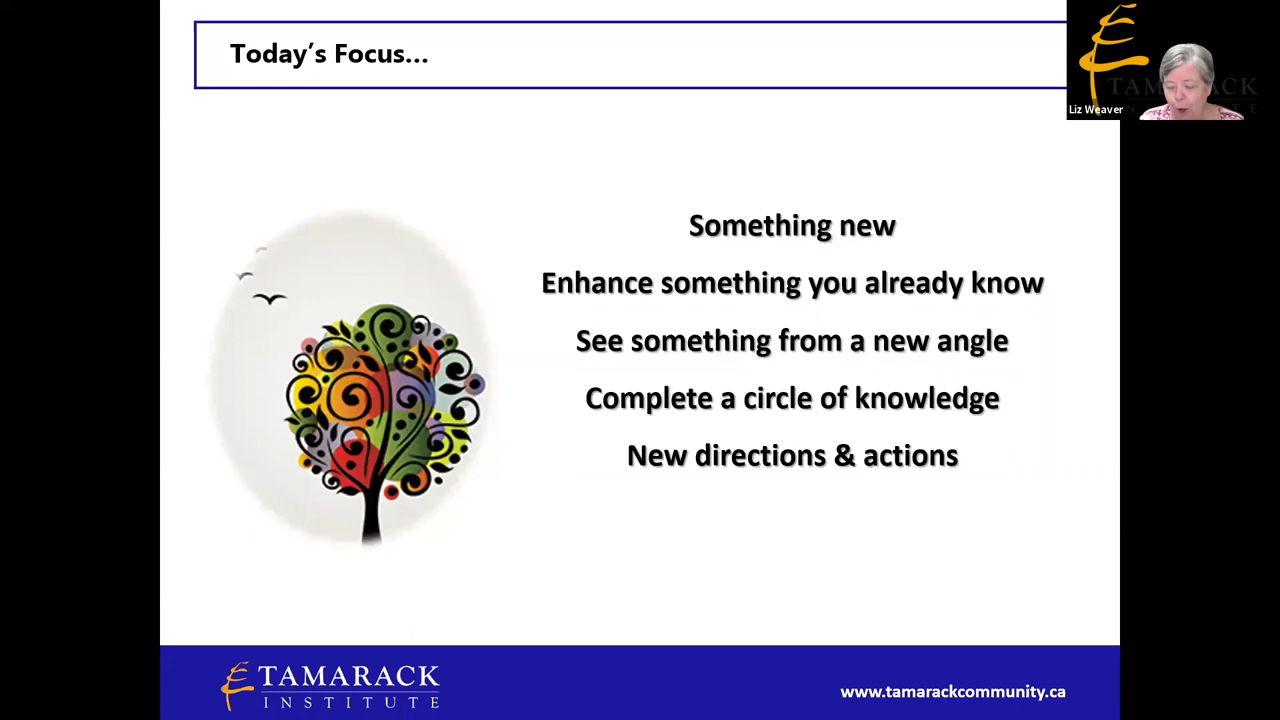 Today's Focus...
TAMARACK
Liz Weaver
Something new
Enhance something you already know
See something from a new angle
Complete a circle of knowledge
New directions & actions
TAMARACK
INSTITUTE
www.tamarackcommunity.ca